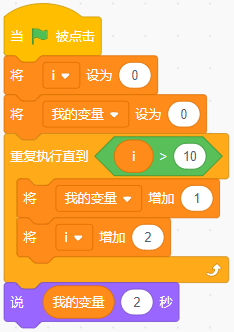 当 被点击
将 i 设为 0
将 我的变量 设为 0
重复执行直到 i > 10
将 我的变量 增加 1
将 i 增加 2
说 我的变量 2 秒